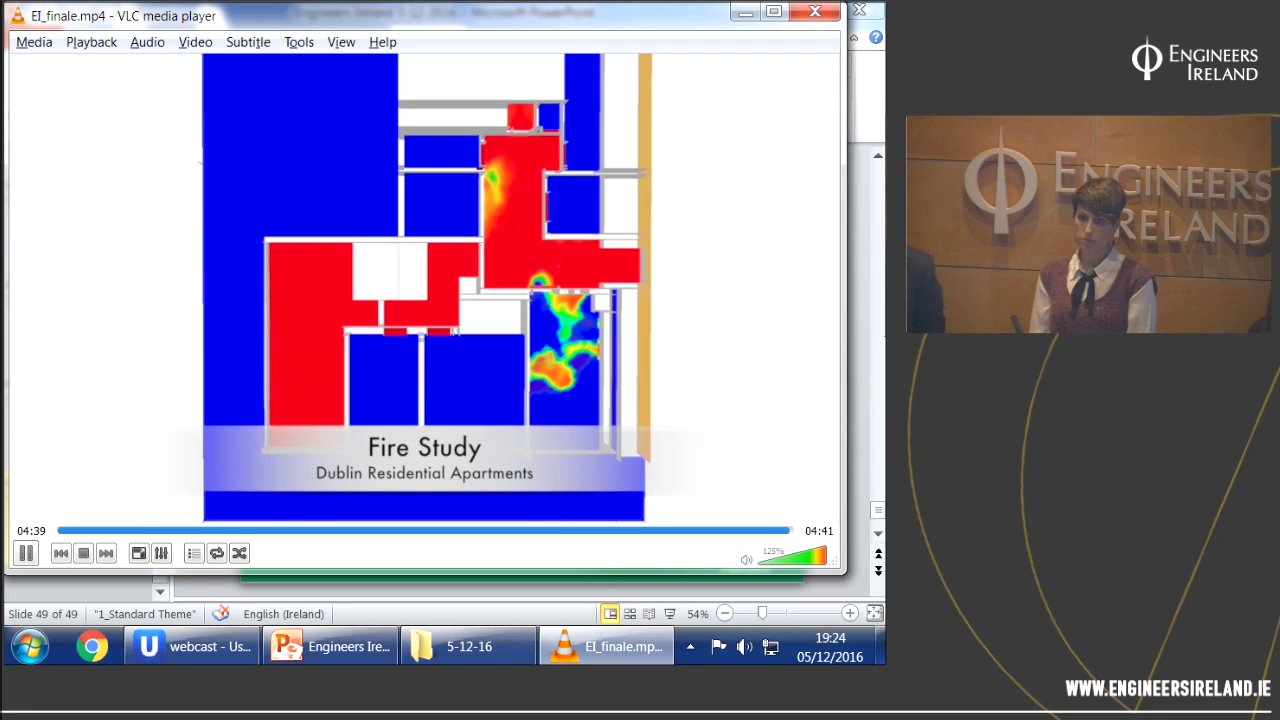 EI_finale.mp4 - VLC media player
Media Playback Audio Video Subtitle Tools View Help
Fire Study
Dublin Residential Apartments
04:39
04:41
125%
Slide 49 of 49
"1_Standard Theme"
English (Ireland)
54%
webcast - Us...
Engineers Ire...
5-12-16
EI_finale.mp...
19:24
05/12/2016
ENGINEERS
IRELAND
ENGINEERS
IRELAND
WWW.ENGINEERSIRELAND.IE